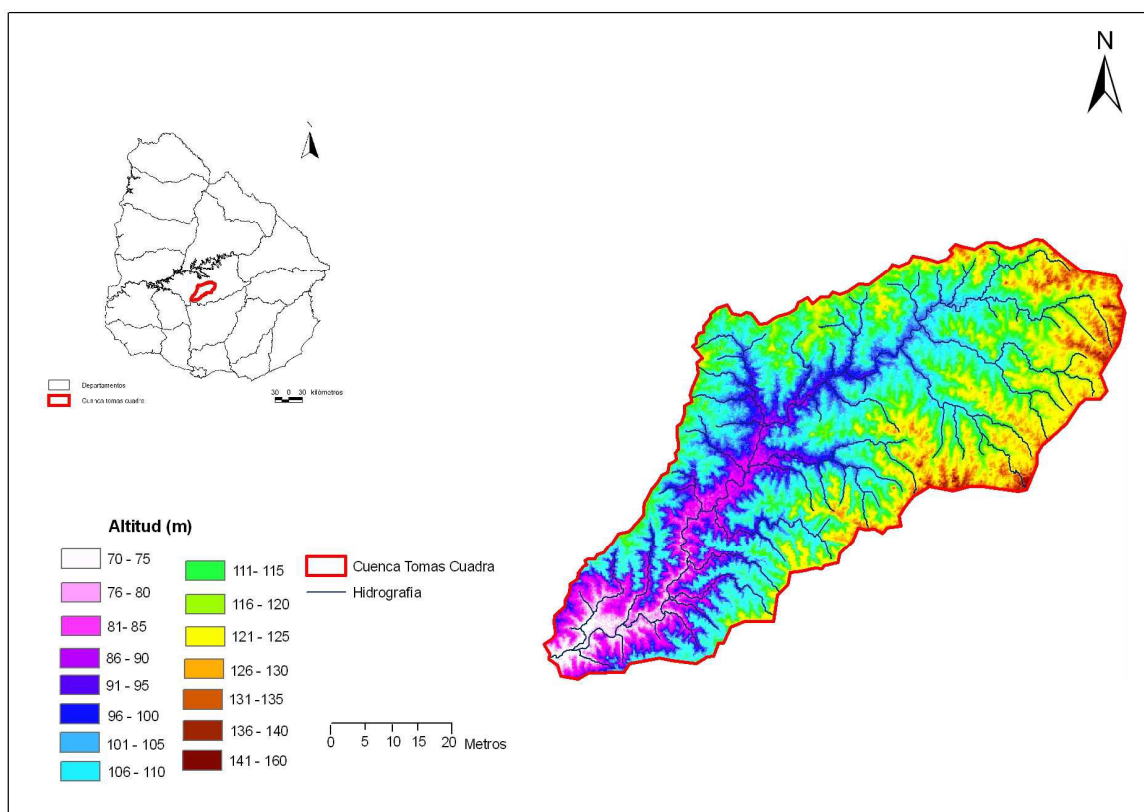 N
N
Departamentos
Cuenca tomas cuadra
30 0 30 kilómetros
Altitud (m)
70 - 75
76 - 80
81- 85
86 - 90
91 - 95
96 - 100
101 - 105
106 - 110
111- 115
116 - 120
121 - 125
126 - 130
131 -135
136 - 140
141 - 160
Cuenca Tomas Cuadra
Hidrografía
0 5 10 15 20 Metros